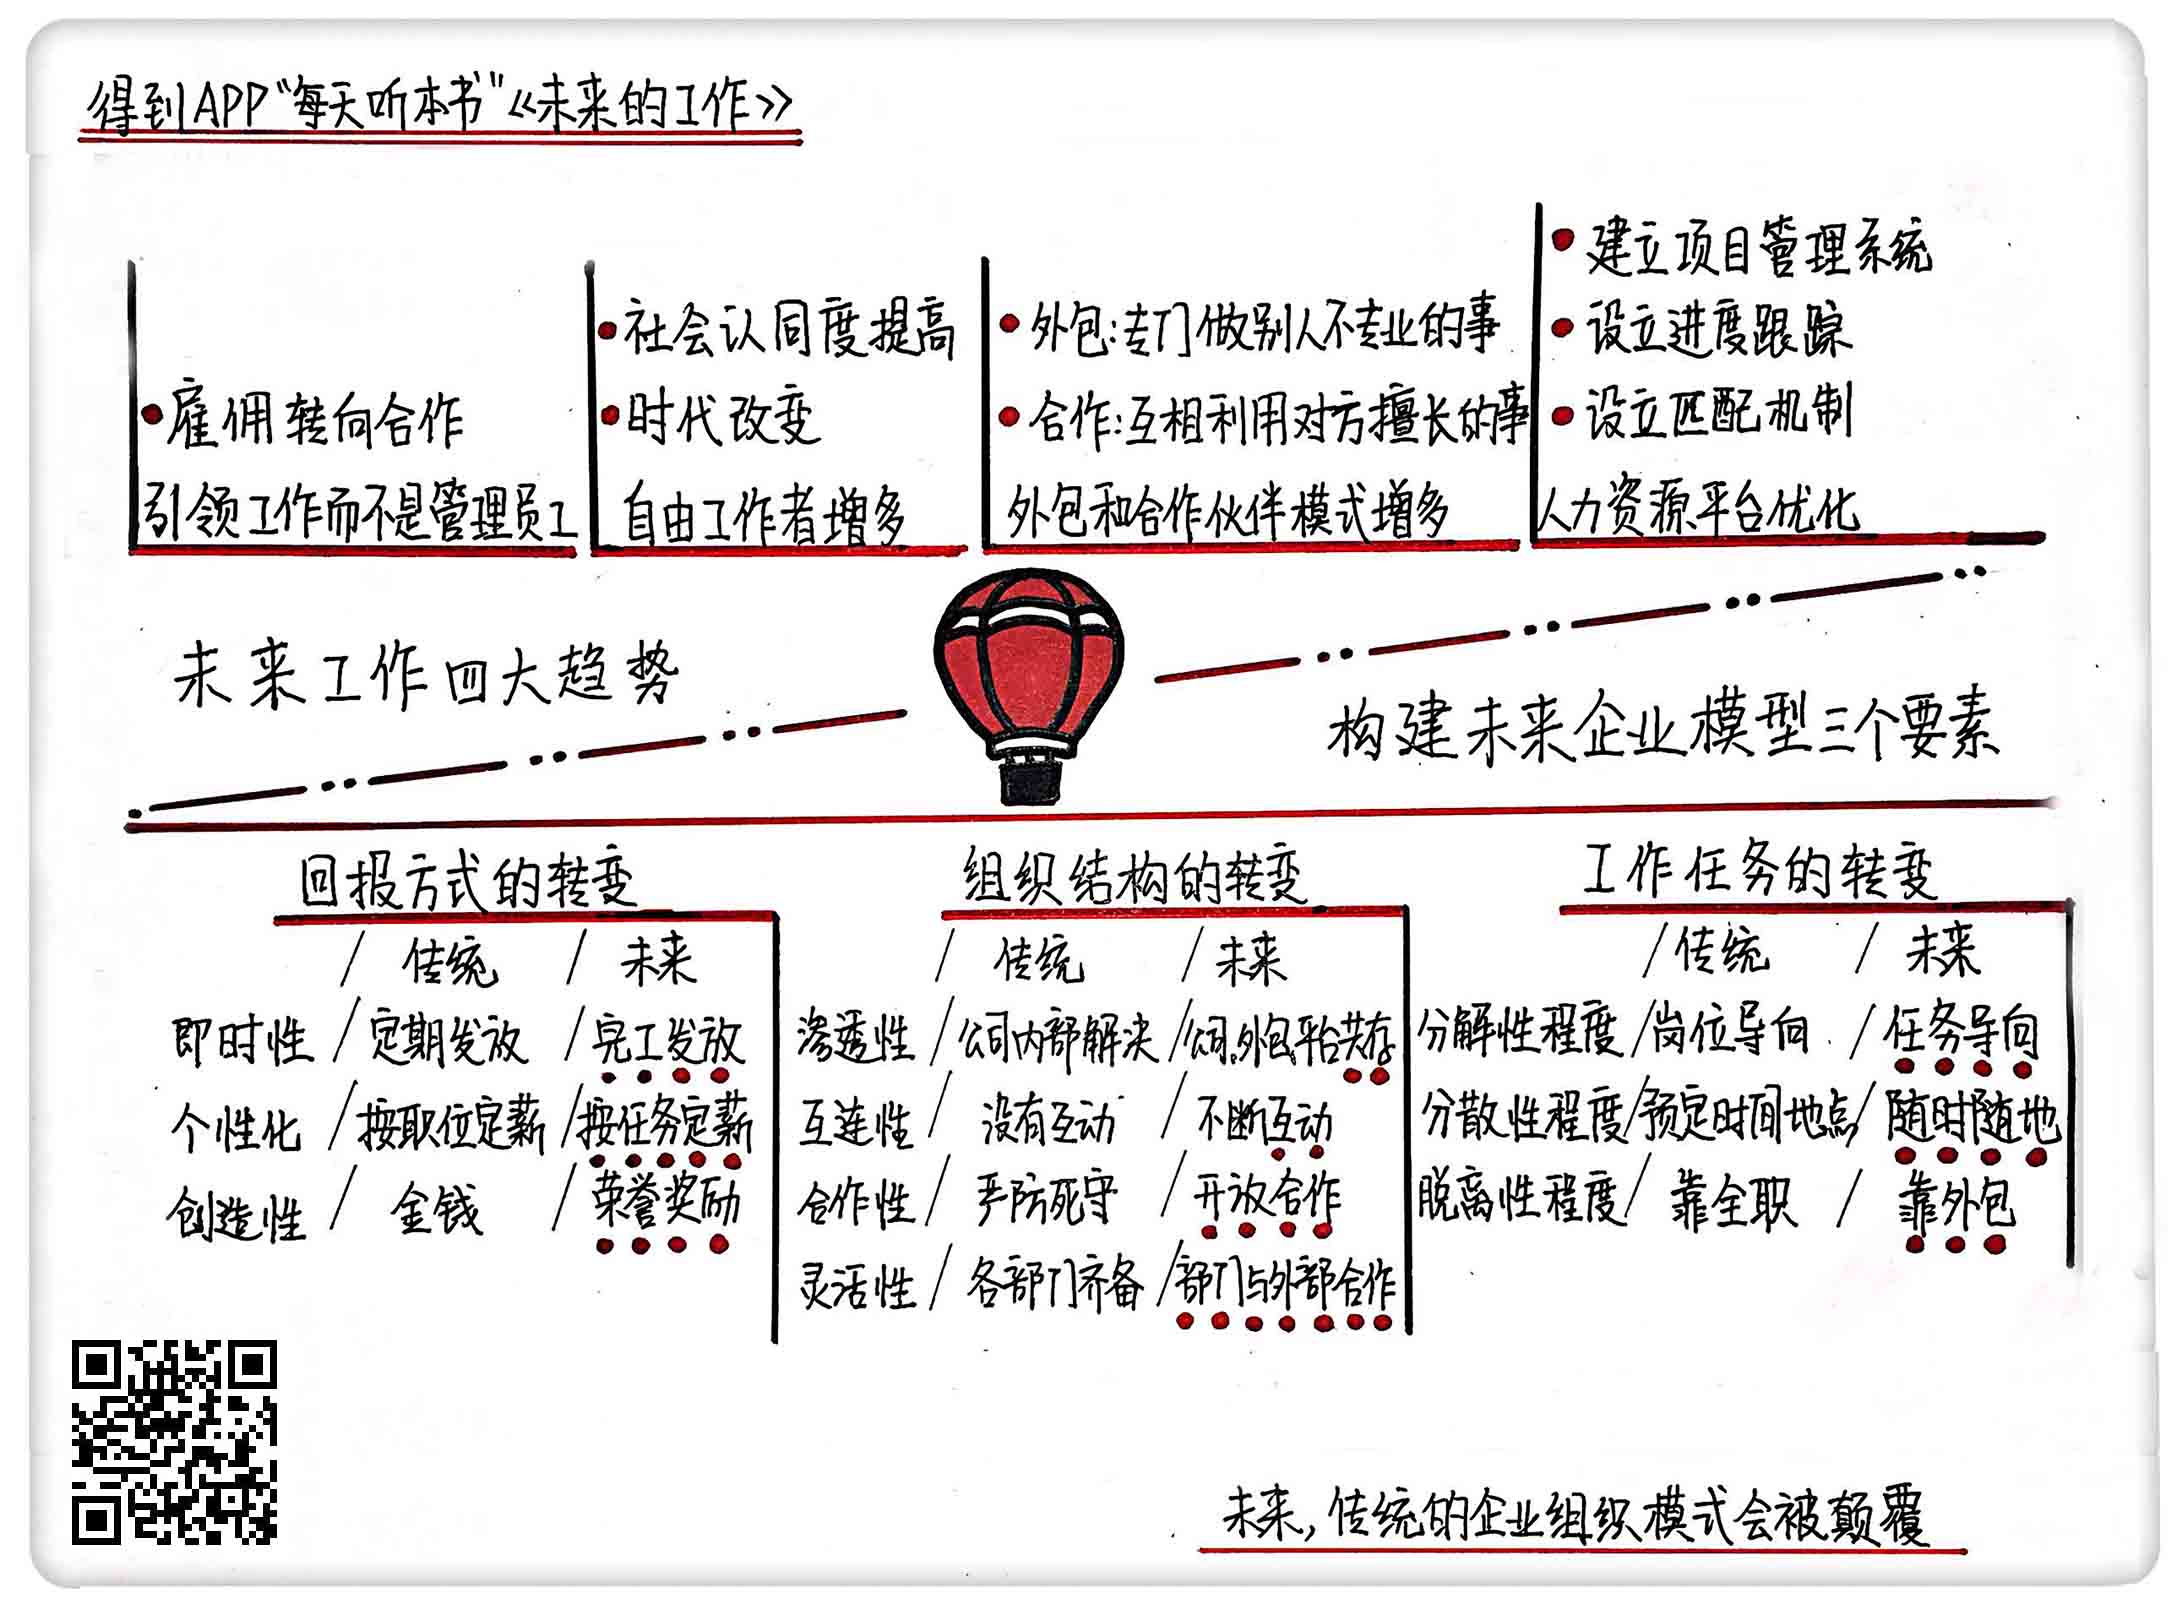 得到APP“每天听本书”《未来的工作》
●雇佣转向合作
引领工作而不是管理员工
●社会认同度提高
●时代改变
自由工作者增多
●外包:专门做别人不专业的事
●合作:互相利用对方擅长的事
外包和合作伙伴模式增多
●建立项目管理系统
●设立进度跟踪
●设立匹配机制
人力资源平台优化
未来工作四大趋势
构建未来企业模型三个要素
回报方式的转变
/ 传统 / 未来
即时性 / 定期发放 / 完工发放
个性化 / 按职位定薪 / 按任务定薪
创造性 / 金钱 / 荣誉奖励
组织结构的转变
/ 传统 / 未来
渗透性 / 公司内部解决 / 公司,外包,平台共存
互连性 / 没有互动 / 不断互动
合作性 / 严防死守 / 开放合作
灵活性 / 各部门齐备 / 部门与外部合作
工作任务的转变
/ 传统 / 未来
分解性程度 / 岗位导向 / 任务导向
分散性程度 / 预定时间地点 / 随时随地
脱离性程度 / 靠全职 / 靠外包
未来,传统的企业组织模式会被颠覆